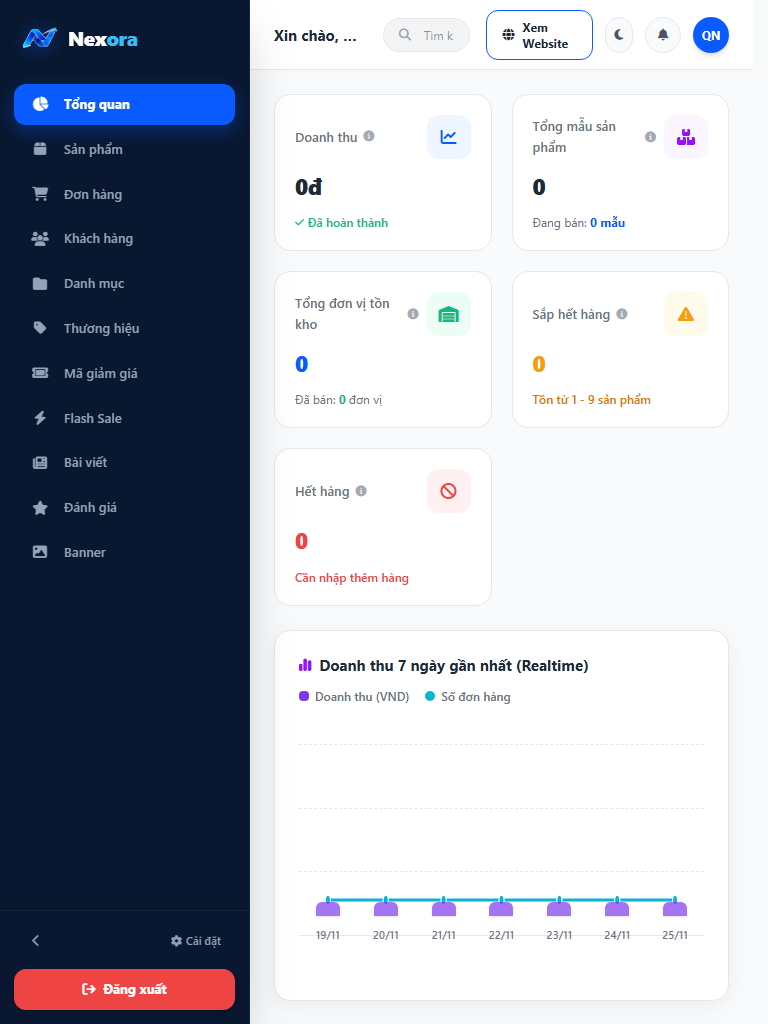 Nexora
Tổng quan
Sản phẩm
Đơn hàng
Khách hàng
Danh mục
Thương hiệu
Mã giảm giá
Flash Sale
Bài viết
Đánh giá
Banner
Cài đặt
Đăng xuất
Xin chào, ...
Tìm k
Xem
Website
QN
Doanh thu
0đ
Đã hoàn thành
Tổng mẫu sản
phẩm
0
Đang bán: 0 mẫu
Tổng đơn vị tồn
kho
0
Đã bán: 0 đơn vị
Sắp hết hàng
0
Tồn từ 1 - 9 sản phẩm
Hết hàng
0
Cần nhập thêm hàng
Doanh thu 7 ngày gần nhất (Realtime)
Doanh thu (VND)
Số đơn hàng
19/11
20/11
21/11
22/11
23/11
24/11
25/11